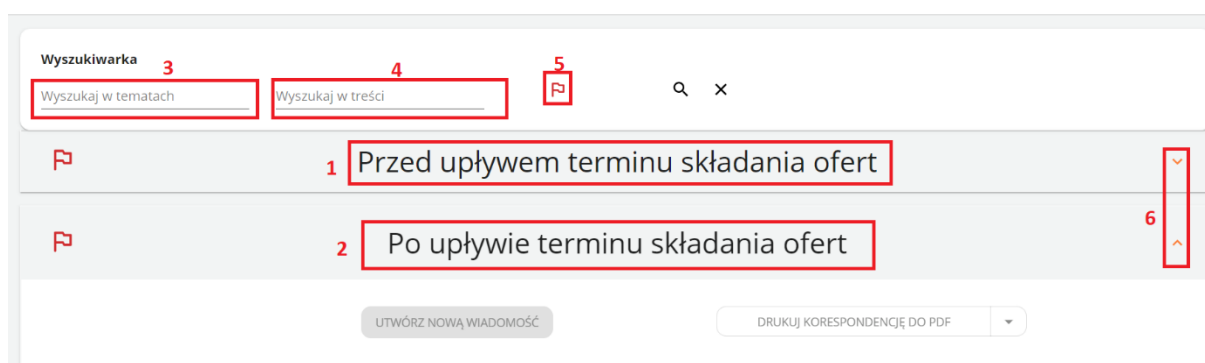 Wyszukiwarka
3 4 5
Wyszukaj w tematach Wyszukaj w treści
1 Przed upływem terminu składania ofert
6
2 Po upływie terminu składania ofert
UTWÓRZ NOWĄ WIADOMOŚĆ DRUKUJ KORESPONDENCJĘ DO PDF